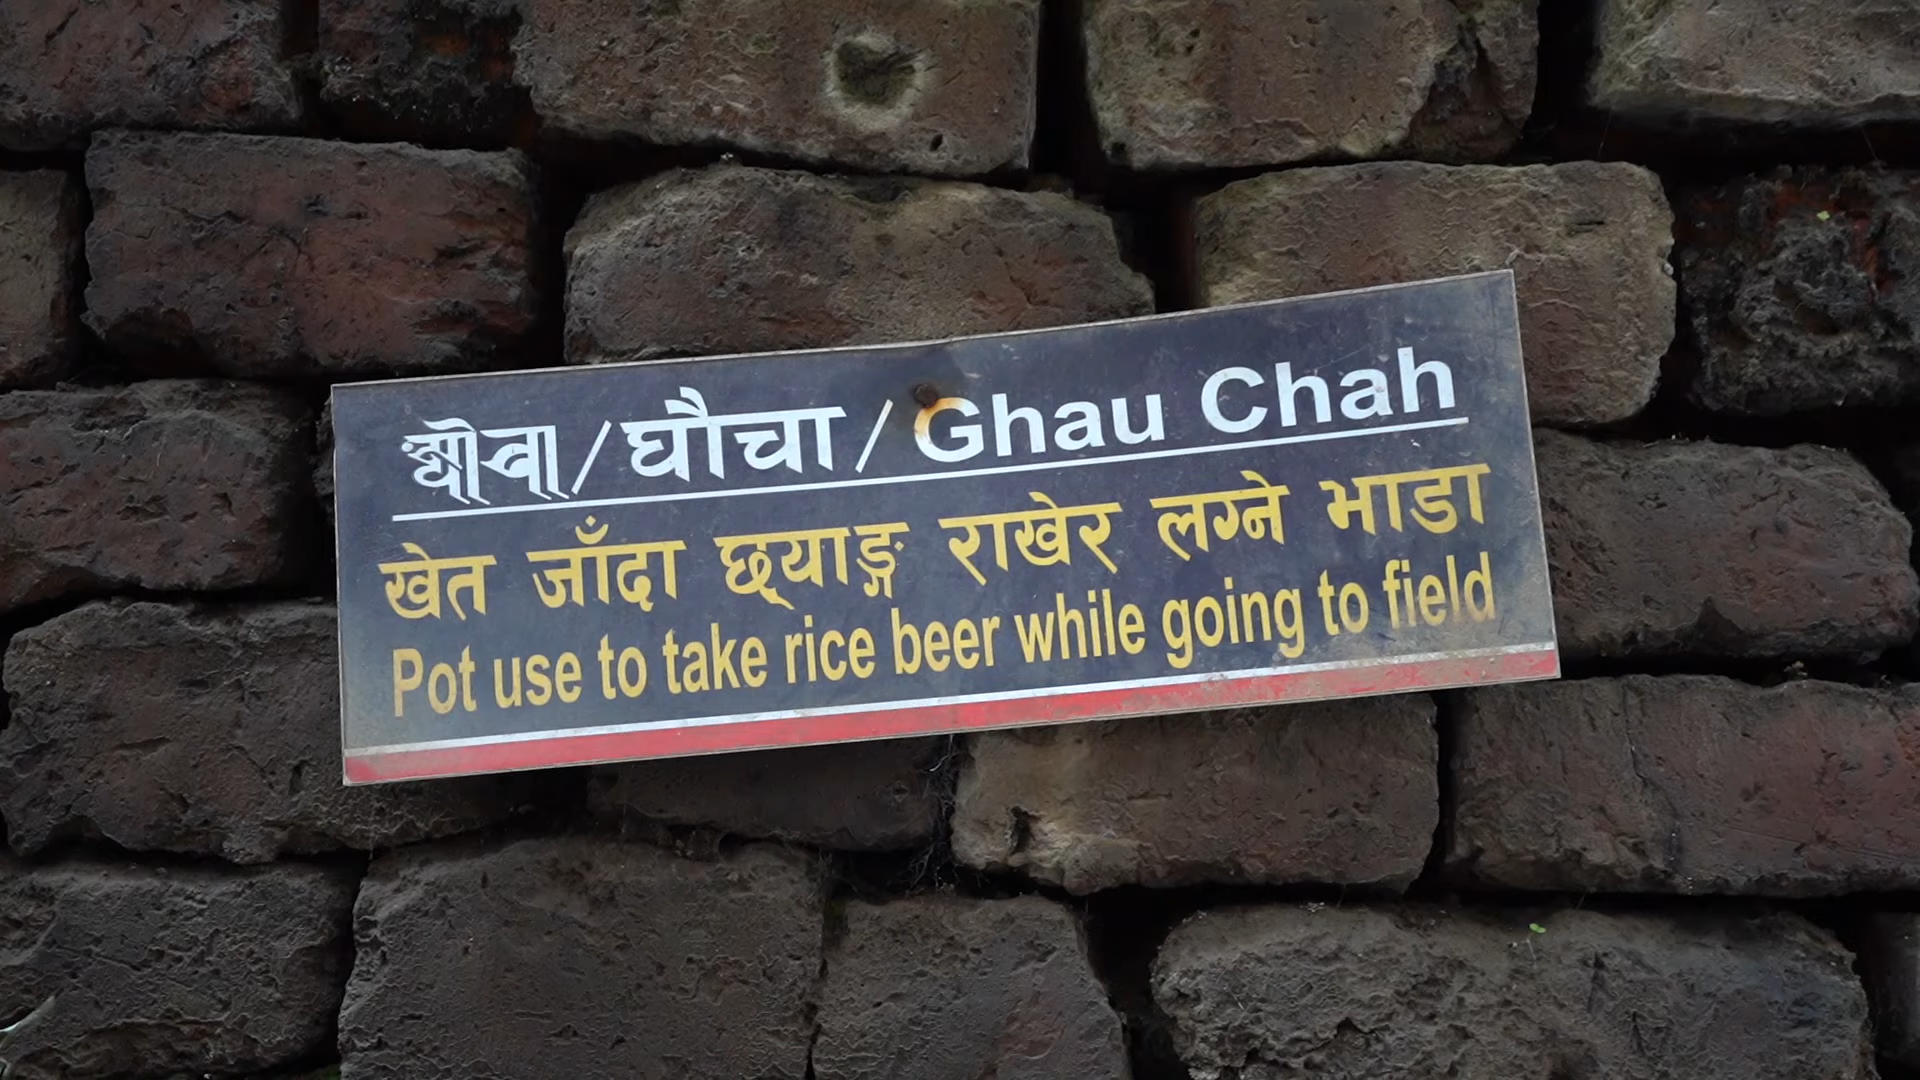 𑐑𑐿𑐔𑐵/घौचा/Ghau Chah
खेत जाँदा छ्याङ्ग राखेर लग्ने भाडा
Pot use to take rice beer while going to field